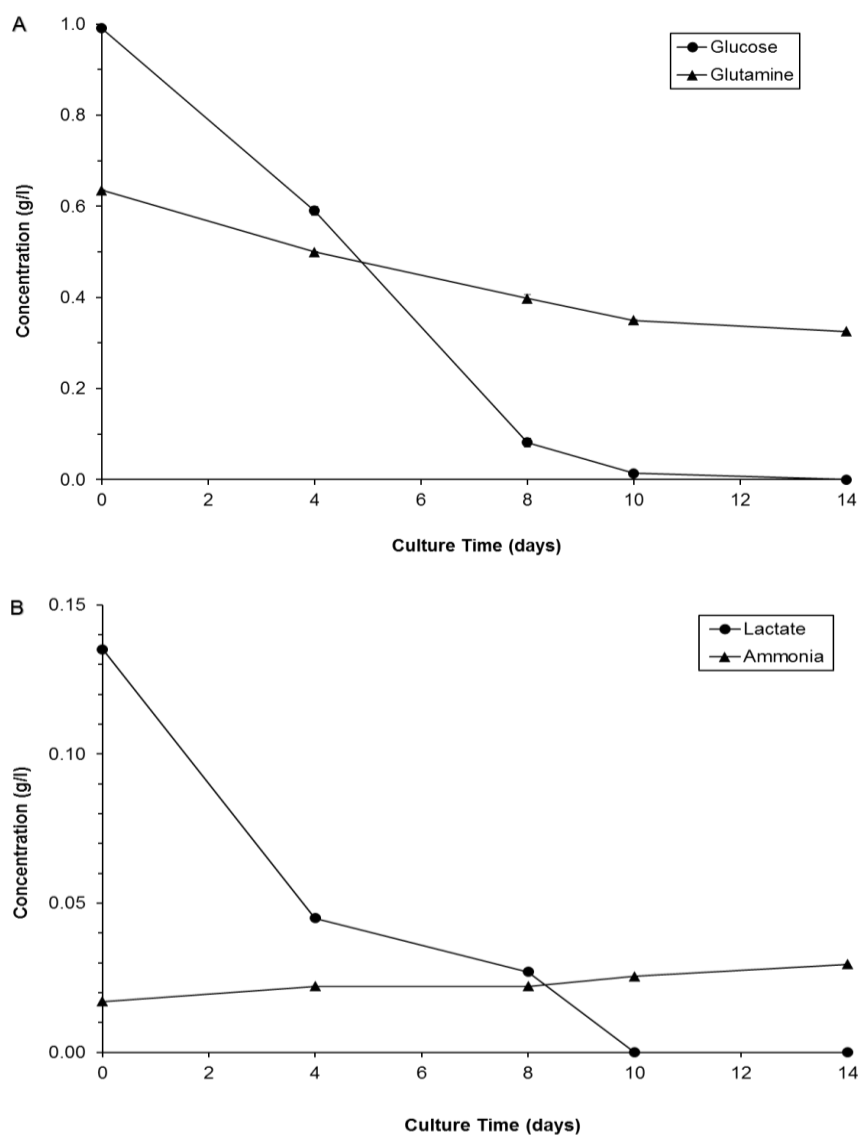 A
1.0
0.8
0.6
0.4
0.2
0.0
Concentration (g/l)
Glucose
Glutamine
0 2 4 6 8 10 12 14
Culture Time (days)
B
0.15
0.10
0.05
0.00
Concentration (g/l)
Lactate
Ammonia
0 2 4 6 8 10 12 14
Culture Time (days)